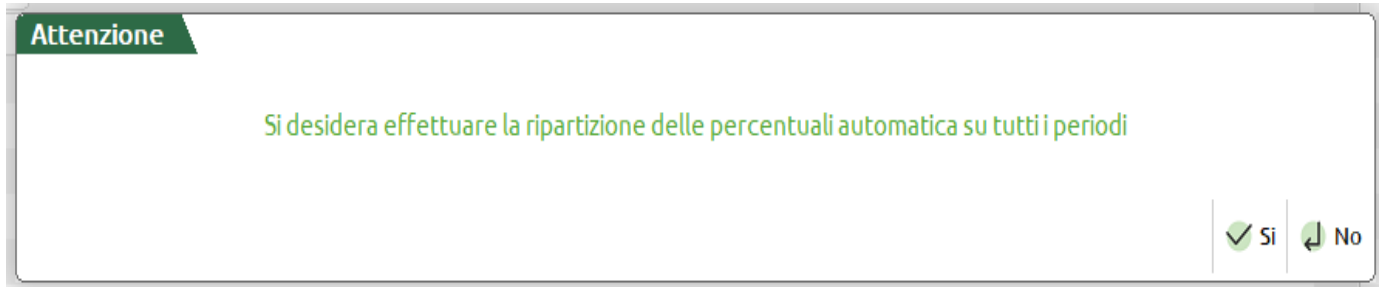 Attenzione
Si desidera effettuare la ripartizione delle percentuali automatica su tutti i periodi
Si No